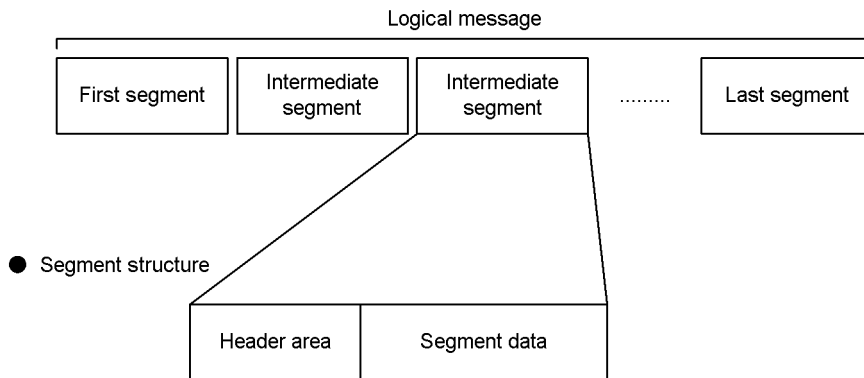 Logical message
First segment
Intermediate
segment
Intermediate
segment
.........
Last segment
● Segment structure
Header area
Segment data